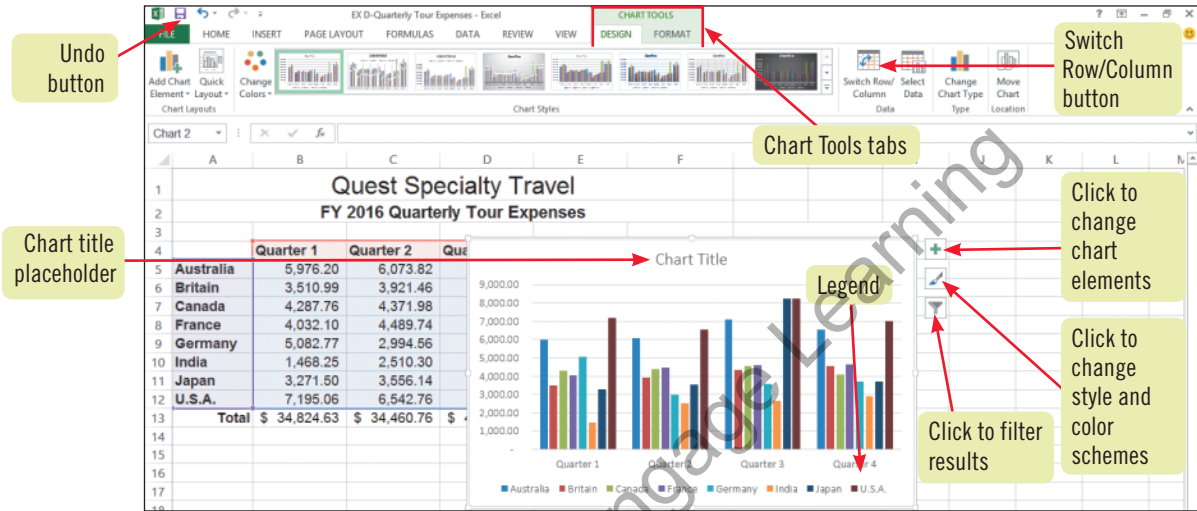 EX D-Quarterly Tour Expenses - Excel
CHART TOOLS
FILE HOME INSERT PAGE LAYOUT FORMULAS DATA REVIEW VIEW DESIGN FORMAT
Undo
button
Add Chart Element
Quick Layout
Change Colors
Switch Row/
Column
Select
Data
Change
Chart Type
Move
Chart
Chart Layouts
Chart Styles
Data
Type
Location
Switch
Row/Column
button
Chart Tools tabs
Chart 2
fx
A B C D E F J K L M
1 Quest Specialty Travel
2 FY 2016 Quarterly Tour Expenses
3
4 Quarter 1 Quarter 2 Qua
5 Australia 5,976.20 6,073.82
6 Britain 3,510.99 3,921.46
7 Canada 4,287.76 4,371.98
8 France 4,032.10 4,489.74
9 Germany 5,082.77 2,994.56
10 India 1,468.25 2,510.30
11 Japan 3,271.50 3,556.14
12 U.S.A. 7,195.06 6,542.76
13 Total $ 34,824.63 $ 34,460.76 $
14
15
16
17
18
Chart title
placeholder
Chart Title
Legend
9,000.00
8,000.00
7,000.00
6,000.00
5,000.00
4,000.00
3,000.00
2,000.00
1,000.00
-
Quarter 1 Quarter 2 Quarter 3 Quarter 4
Australia Britain Canada France Germany India Japan U.S.A.
Click to
change
chart
elements
Click to
change
style and
color
schemes
Click to filter
results
engage Learning